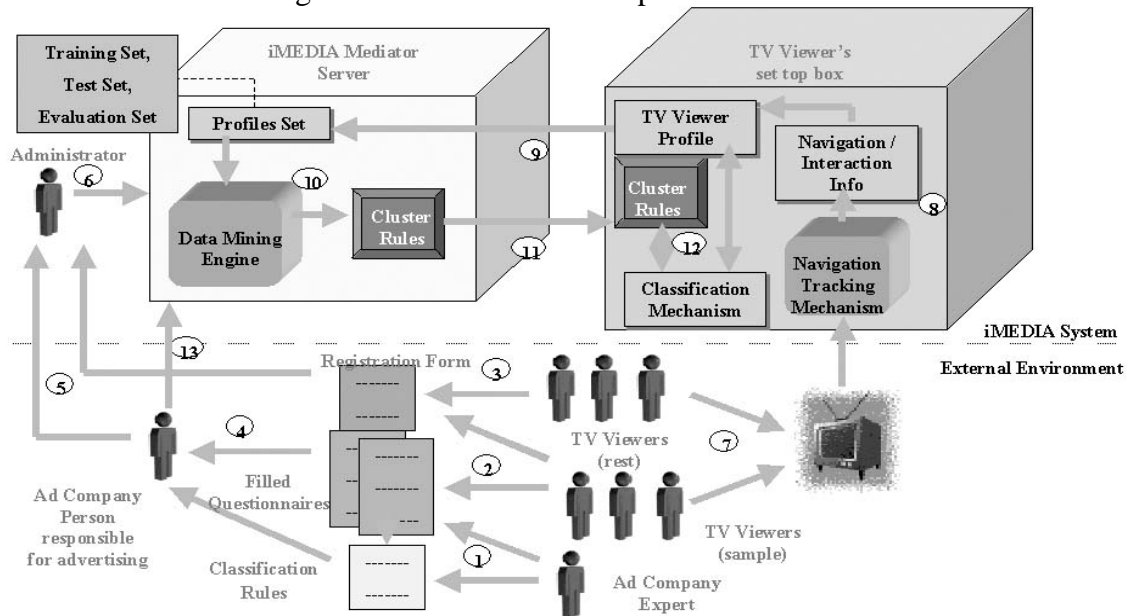 Training Set,
Test Set,
Evaluation Set
iMEDIA Mediator
Server
TV Viewer's
set top box
Profiles Set
TV Viewer
Profile
Navigation /
Interaction
Info
Administrator
6
9
10
8
Cluster
Rules
Cluster
Rules
Data Mining
Engine
11
12
Classification
Mechanism
Navigation
Tracking
Mechanism
iMEDIA System
External Environment
13
Registration Form
3
5
4
TV Viewers
(rest)
7
2
Filled
Questionnaires
Ad Company
Person
responsible
for advertising
TV Viewers
(sample)
1
Classification
Rules
Ad Company
Expert